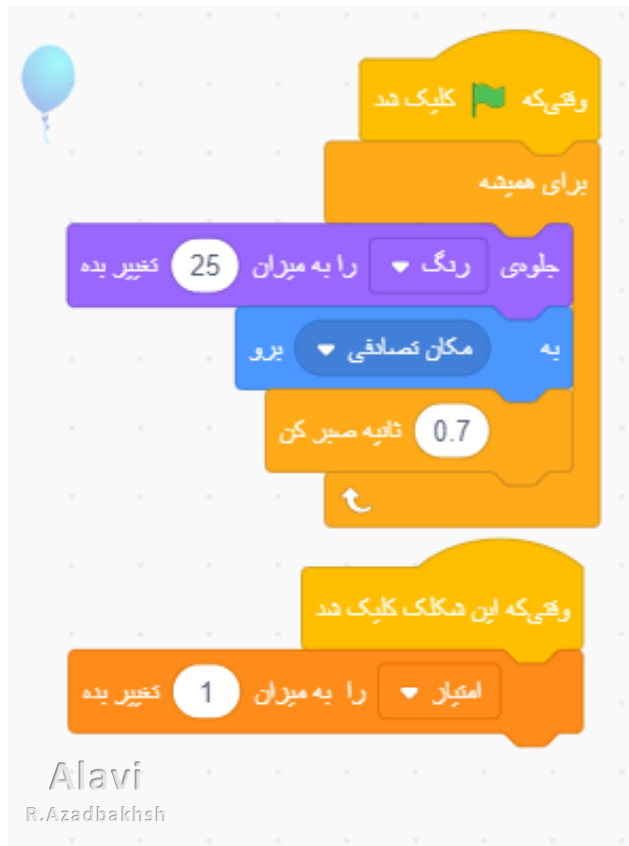 وقتی‌که کلیک شد
برای همیشه
جلوه‌ی رنگ را به میزان 25 تغییر بده
به مکان تصادفی برو
0.7 ثانیه صبر کن
وقتی‌که این شکلک کلیک شد
امتیاز را به میزان 1 تغییر بده
Alavi
R.Azadbakhsh